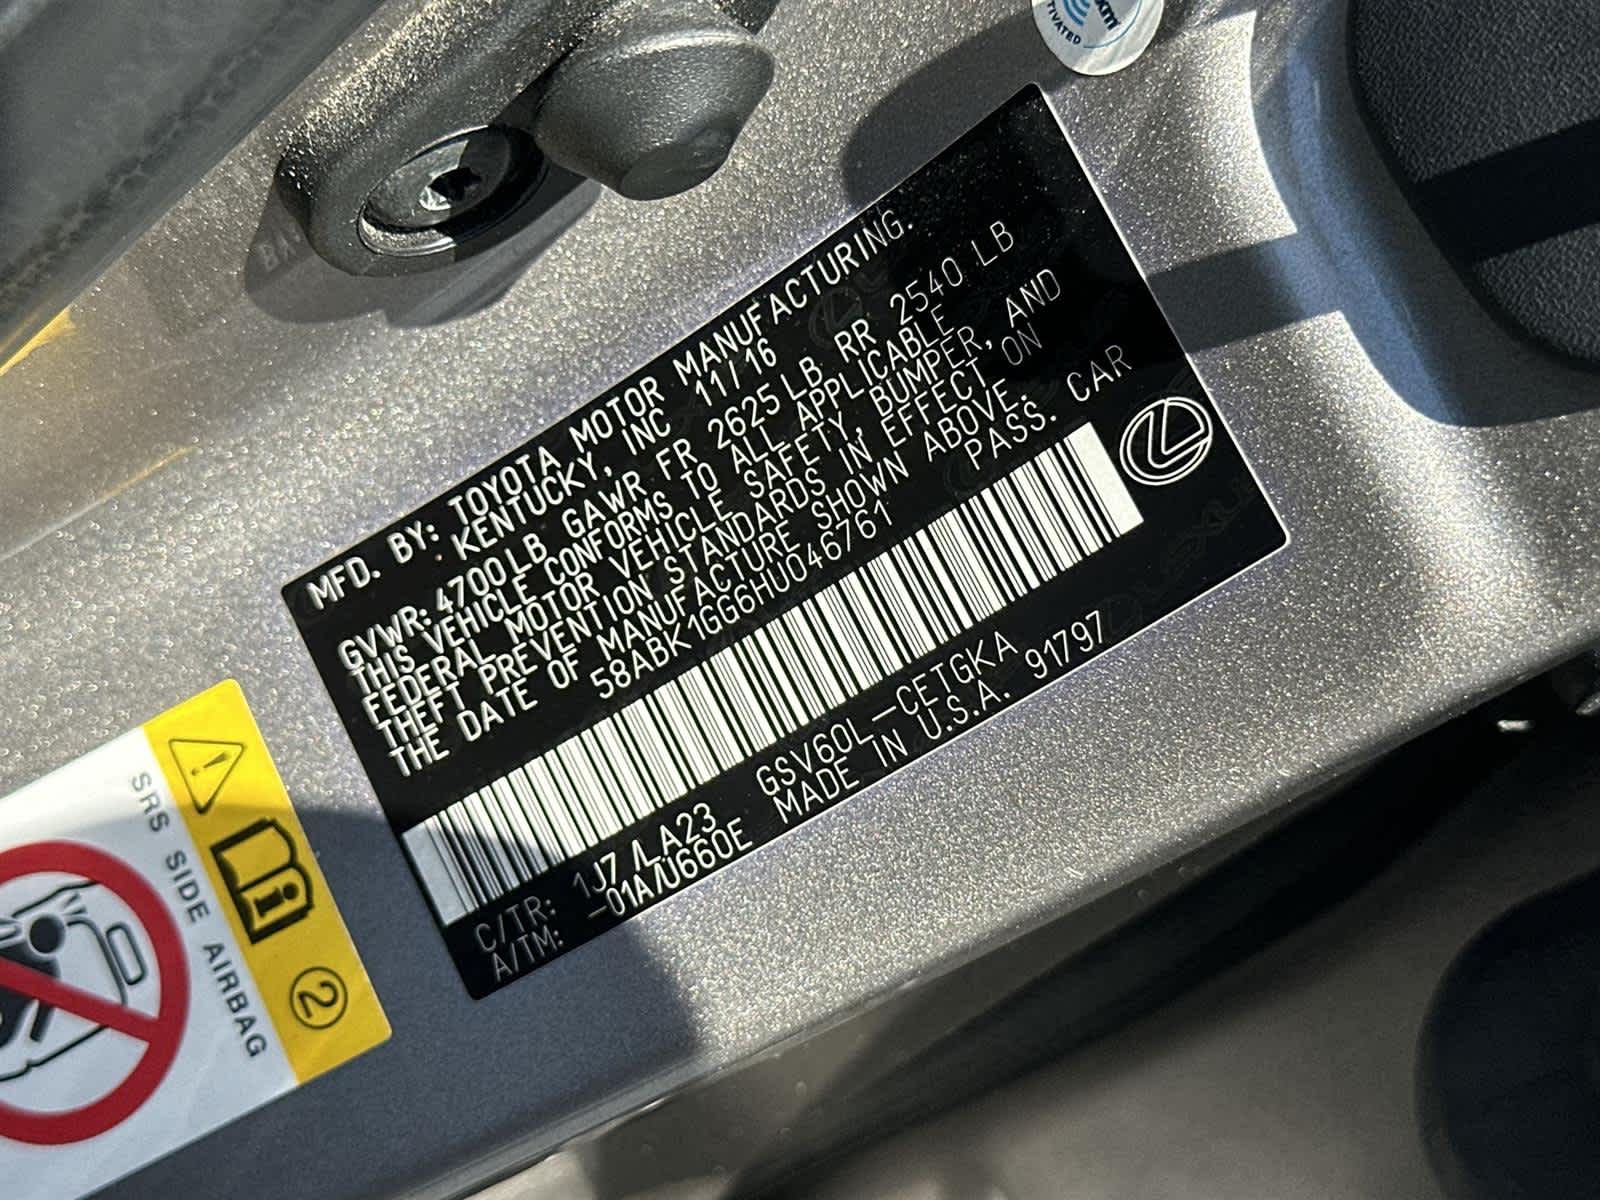 MFD. BY: TOYOTA MOTOR MANUFACTURING.
KENTUCKY, INC 11/16
GVWR: 4700LB GAWR FR 2625LB RR 2540 LB
THIS VEHICLE CONFORMS TO ALL APPLICABLE
FEDERAL MOTOR VEHICLE SAFETY, BUMPER, AND
THEFT PREVENTION STANDARDS IN EFFECT ON
THE DATE OF MANUFACTURE SHOWN ABOVE.
58ABK1GG6HU046761 PASS. CAR
C/TR: 1J7/LA23 GSV60L-CETGKA
A/TM: -01A/U660E MADE IN U.S.A. 91797
SRS SIDE AIRBAG
2